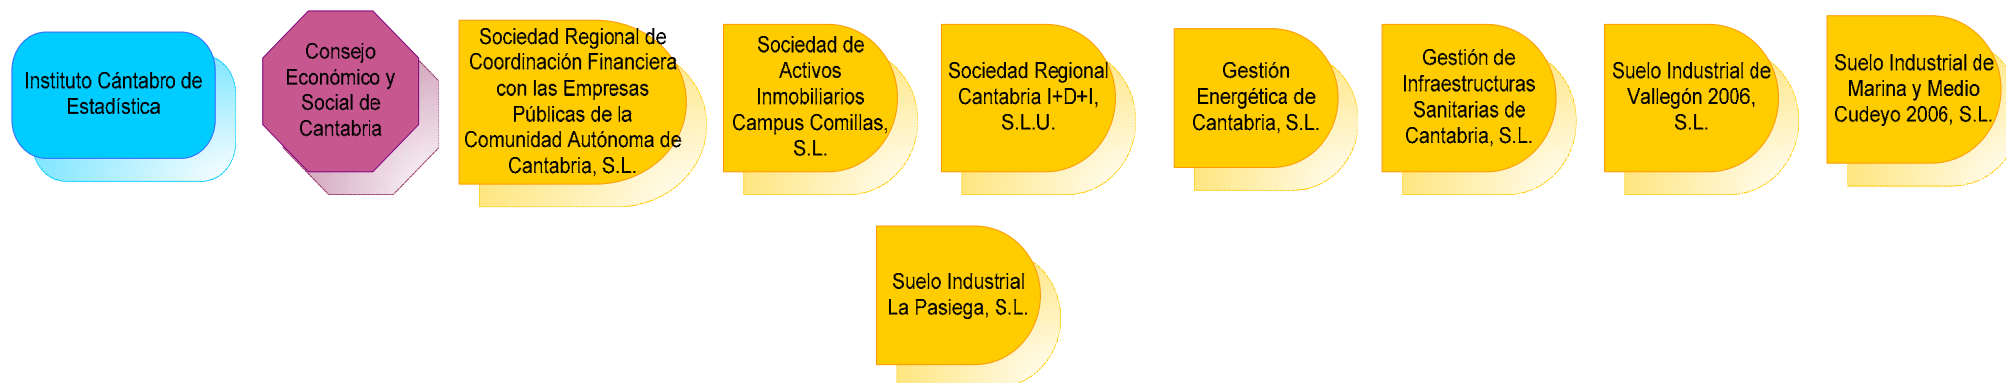 Instituto Cántabro de
Estadística
Consejo
Económico y
Social de
Cantabria
Sociedad Regional de
Coordinación Financiera
con las Empresas
Públicas de la
Comunidad Autónoma de
Cantabria, S.L.
Sociedad de
Activos
Inmobiliarios
Campus Comillas,
S.L.
Sociedad Regional
Cantabria I+D+I,
S.L.U.
Gestión
Energética de
Cantabria, S.L.
Gestión de
Infraestructuras
Sanitarias de
Cantabria, S.L.
Suelo Industrial de
Vallegón 2006,
S.L.
Suelo Industrial de
Marina y Medio
Cudeyo 2006, S.L.
Suelo Industrial
La Pasiega, S.L.